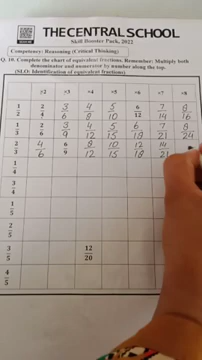 THE CENTRAL SCHOOL
Skill Booster Pack, 2022
Competency: Reasoning (Critical Thinking)
Q. 10. Complete the chart of equivalent fractions. Remember: Multiply both
denominator and numerator by number along the top.
(SLO: Identification of equivalent fractions)
×2 ×3 ×4 ×5 ×6 ×7 ×8
1/2 2/4 3/6 4/8 5/10 6/12 7/14 8/16
1/3 2/6 3/9 4/12 5/15 6/18 7/21 8/24
2/3 4/6 6/9 8/12 10/15 12/18 14/21
1/4
3/4
1/5
2/5
3/5 12/20
4/5